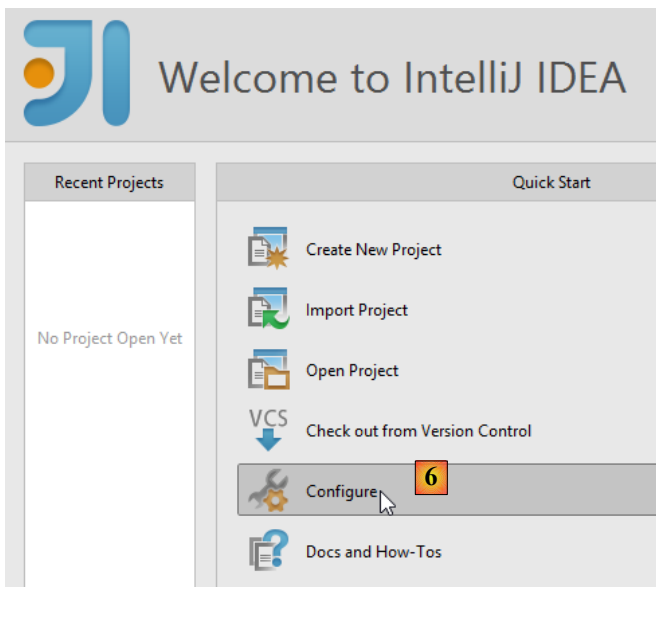 Welcome to IntelliJ IDEA
Recent Projects
Quick Start
No Project Open Yet
Create New Project
Import Project
Open Project
VCS
Check out from Version Control
Configure
6
Docs and How-Tos